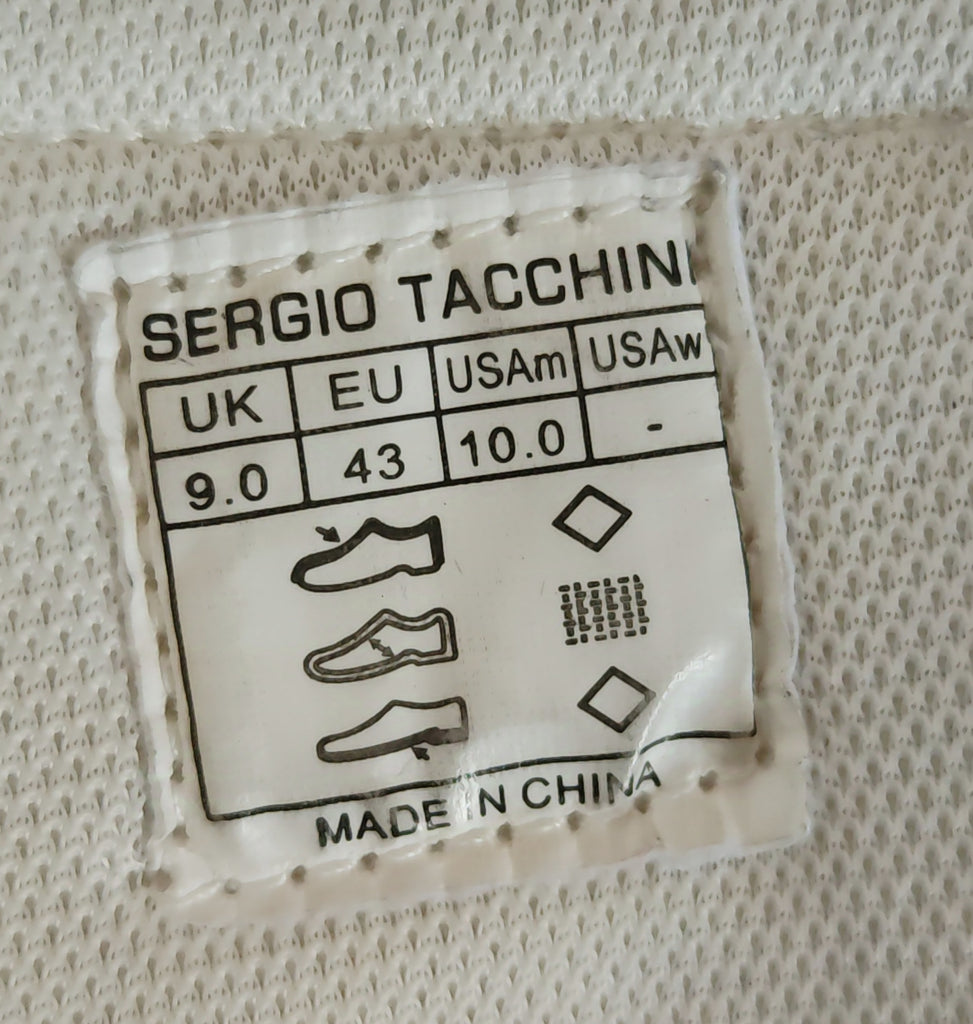 SERGIO TACCHINI
UK EU USAm USAw
9.0 43 10.0 -
MADE IN CHINA